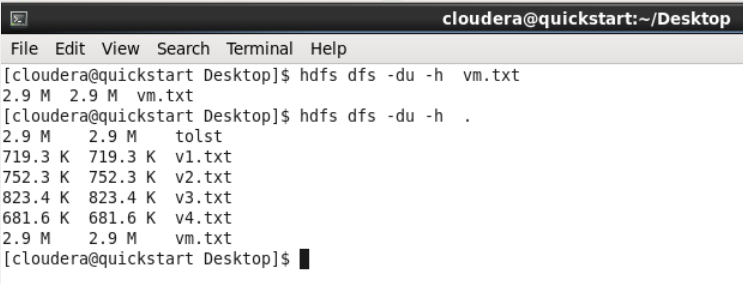 cloudera@quickstart:~/Desktop
File Edit View Search Terminal Help
[cloudera@quickstart Desktop]$ hdfs dfs -du -h  vm.txt
2.9 M  2.9 M  vm.txt
[cloudera@quickstart Desktop]$ hdfs dfs -du -h  .
2.9 M    2.9 M    tolst
719.3 K  719.3 K  v1.txt
752.3 K  752.3 K  v2.txt
823.4 K  823.4 K  v3.txt
681.6 K  681.6 K  v4.txt
2.9 M    2.9 M    vm.txt
[cloudera@quickstart Desktop]$